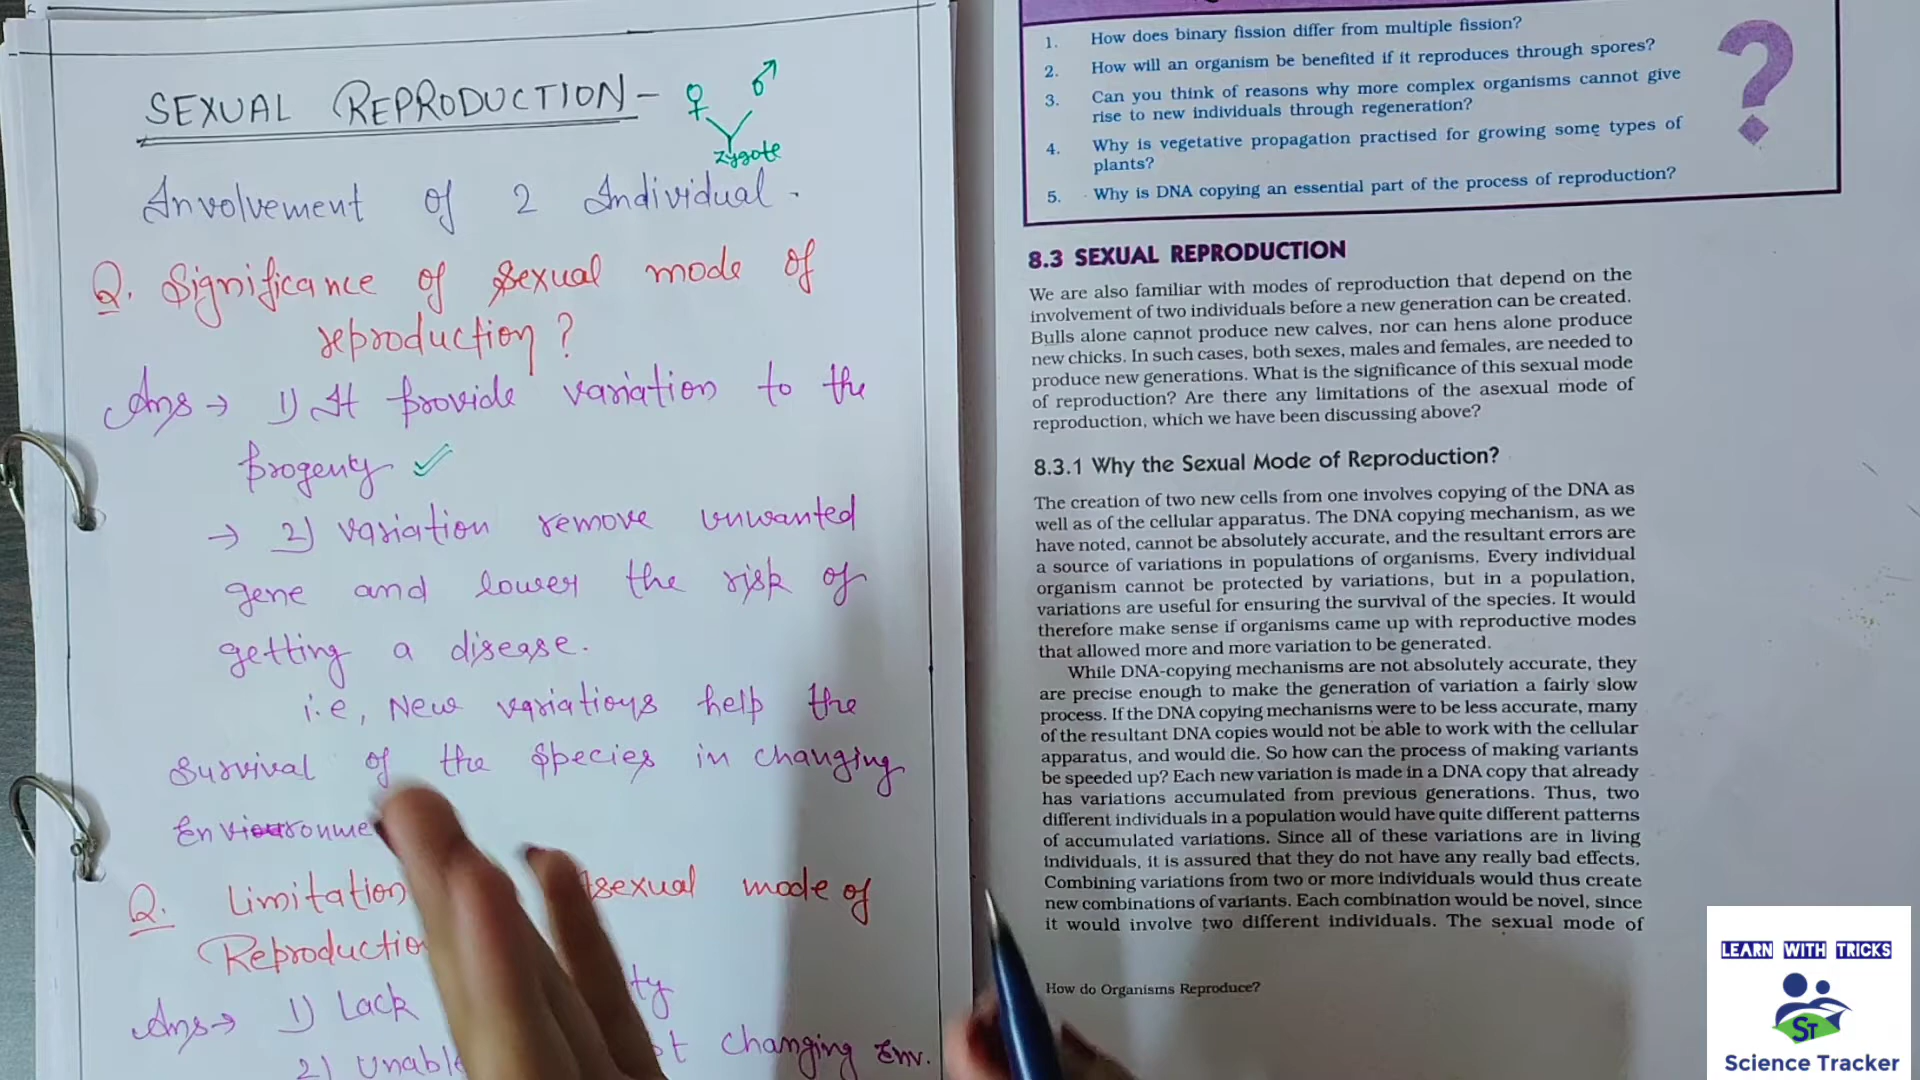 SEXUAL REPRODUCTION - ♀ ♂
zygote
Involvement of 2 Individual.
Q. Significance of sexual mode of
reproduction?
Ans → 1) It provide variation to the
progeny ✓
→ 2) variation remove unwanted
gene and lower the risk of
getting a disease.
i.e, New variations help the
survival of the species in changing
Q. Limitation Asexual mode of
Ans → 1) Lack
2) Unable changing Env.
1. How does binary fission differ from multiple fission?
2. How will an organism be benefited if it reproduces through spores?
3. Can you think of reasons why more complex organisms cannot give
rise to new individuals through regeneration?
4. Why is vegetative propagation practised for growing some types of
plants?
5. Why is DNA copying an essential part of the process of reproduction?
?
8.3 SEXUAL REPRODUCTION
We are also familiar with modes of reproduction that depend on the
involvement of two individuals before a new generation can be created.
Bulls alone cannot produce new calves, nor can hens alone produce
new chicks. In such cases, both sexes, males and females, are needed to
produce new generations. What is the significance of this sexual mode
of reproduction? Are there any limitations of the asexual mode of
reproduction, which we have been discussing above?
8.3.1 Why the Sexual Mode of Reproduction?
The creation of two new cells from one involves copying of the DNA as
well as of the cellular apparatus. The DNA copying mechanism, as we
have noted, cannot be absolutely accurate, and the resultant errors are
a source of variations in populations of organisms. Every individual
organism cannot be protected by variations, but in a population,
variations are useful for ensuring the survival of the species. It would
therefore make sense if organisms came up with reproductive modes
that allowed more and more variation to be generated.
While DNA-copying mechanisms are not absolutely accurate, they
are precise enough to make the generation of variation a fairly slow
process. If the DNA copying mechanisms were to be less accurate, many
of the resultant DNA copies would not be able to work with the cellular
apparatus, and would die. So how can the process of making variants
be speeded up? Each new variation is made in a DNA copy that already
has variations accumulated from previous generations. Thus, two
different individuals in a population would have quite different patterns
of accumulated variations. Since all of these variations are in living
individuals, it is assured that they do not have any really bad effects.
Combining variations from two or more individuals would thus create
new combinations of variants. Each combination would be novel, since
it would involve two different individuals. The sexual mode of
How do Organisms Reproduce?
LEARN WITH TRICKS
ST
Science Tracker